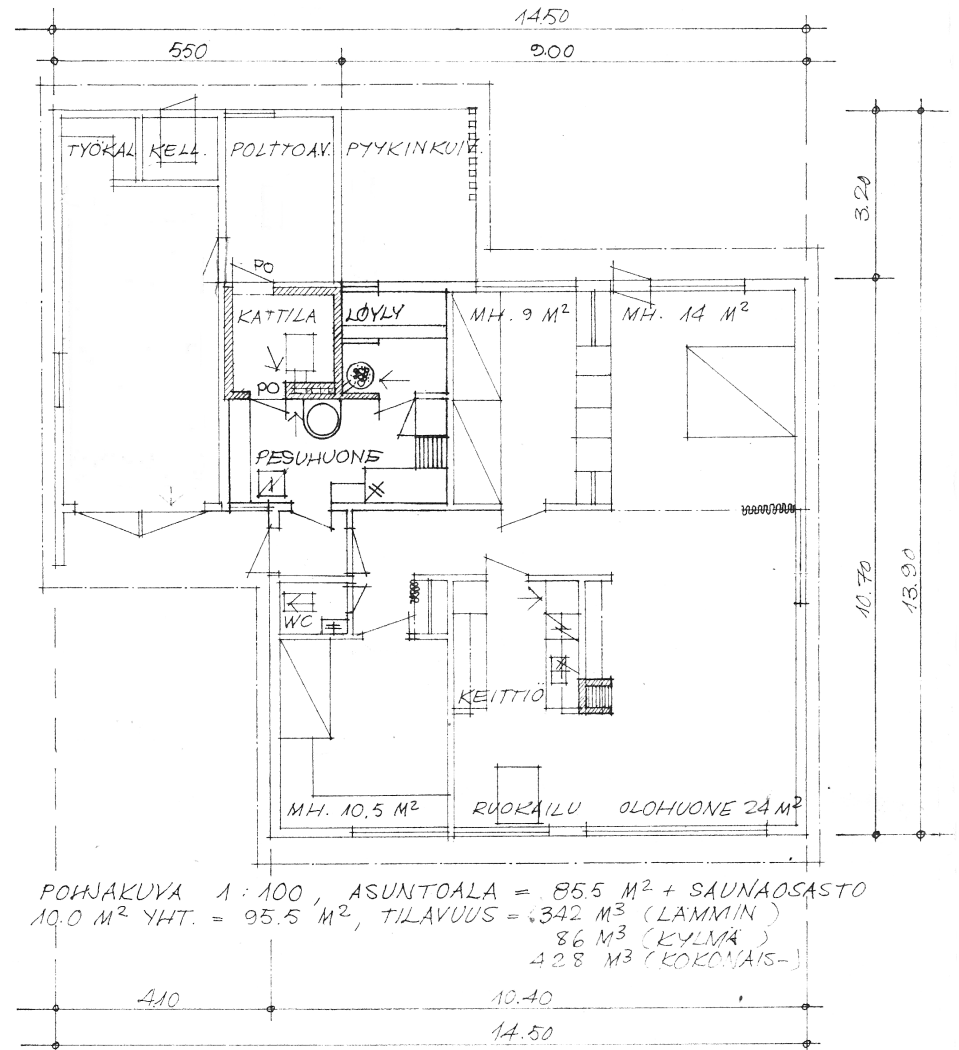 14.50
550 9.00
TYÖKAL KELL. POLTTOAV. PYYKINKUIV.
3.20
PO
KATTILA LÖYLY MH. 9 M² MH. 14 M²
PO
PESUHUONE
10.70 13.90
WC
KEITTIÖ
MH. 10,5 M² RUOKAILU OLOHUONE 24 M²
POHJAKUVA 1:100, ASUNTOALA = 85.5 M² + SAUNAOSASTO
10.0 M² YHT. = 95.5 M², TILAVUUS = 342 M³ (LÄMMIN)
86 M³ (KYLMÄ)
428 M³ (KOKONAIS-)
410 10.40
14.50